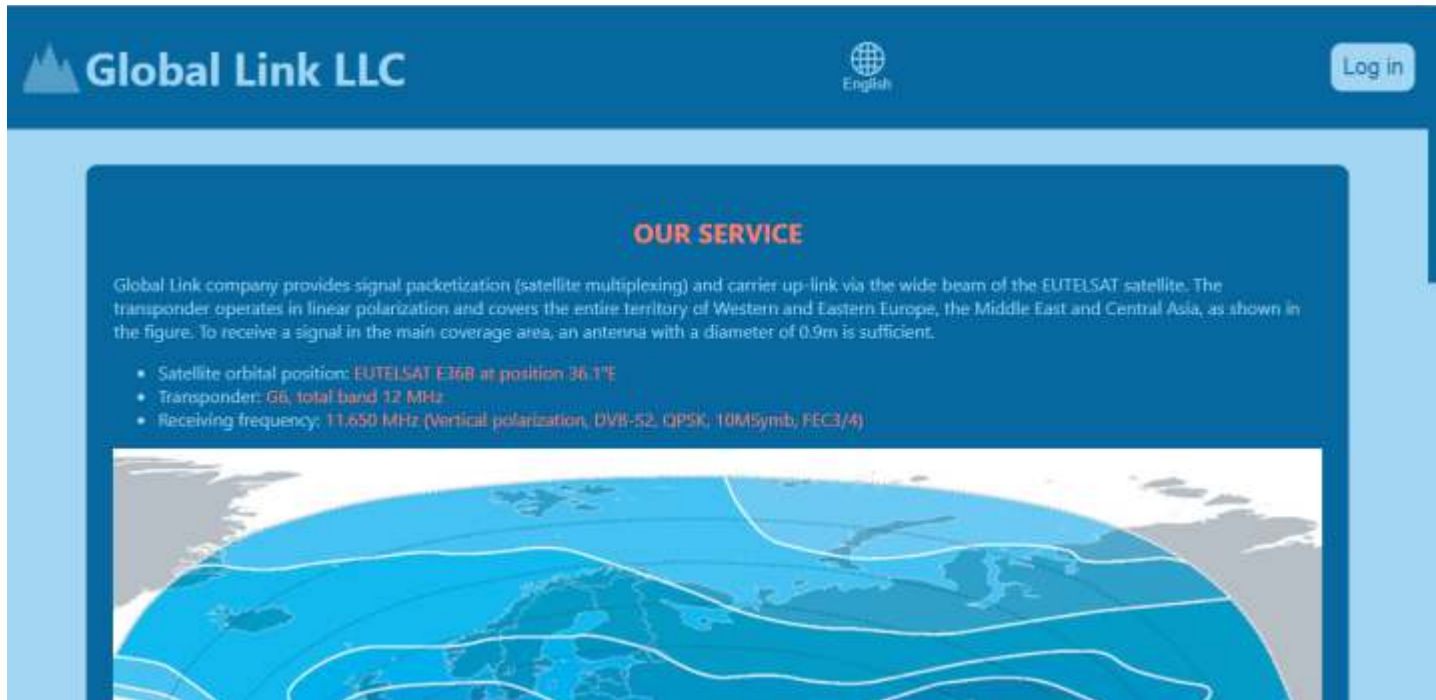 Global Link LLC
English
Log in
OUR SERVICE
Global Link company provides signal packetization (satellite multiplexing) and carrier up-link via the wide beam of the EUTELSAT satellite. The
transponder operates in linear polarization and covers the entire territory of Western and Eastern Europe, the Middle East and Central Asia, as shown in
the figure. To receive a signal in the main coverage area, an antenna with a diameter of 0.9m is sufficient.
Satellite orbital position: EUTELSAT E36B at position 36.1°E
Transponder: G6, total band 12 MHz
Receiving frequency: 11.650 MHz (Vertical polarization, DVB-S2, QPSK, 10MSymb, FEC3/4)